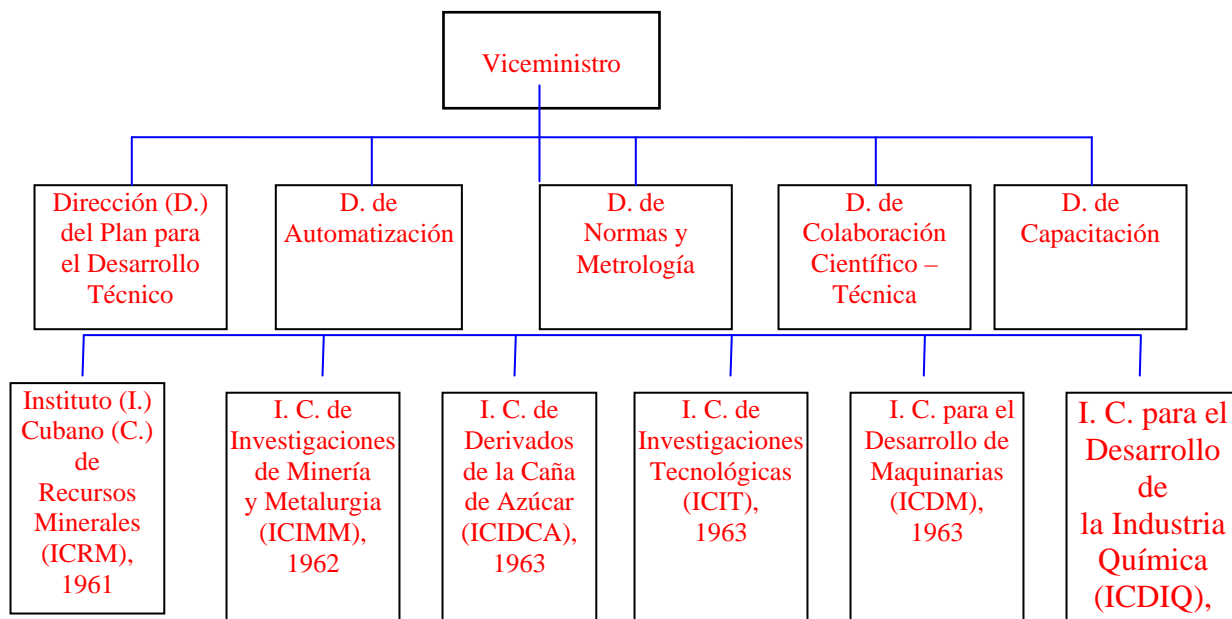 Viceministro
Dirección (D.)
del Plan para
el Desarrollo
Técnico
D. de
Automatización
D. de
Normas y
Metrología
D. de
Colaboración
Científico –
Técnica
D. de
Capacitación
Instituto (I.)
Cubano (C.)
de
Recursos
Minerales
(ICRM),
1961
I. C. de
Investigaciones
de Minería
y Metalurgia
(ICIMM),
1962
I. C. de
Derivados
de la Caña
de Azúcar
(ICIDCA),
1963
I. C. de
Investigaciones
Tecnológicas
(ICIT),
1963
I. C. para el
Desarrollo de
Maquinarias
(ICDM),
1963
I. C. para el
Desarrollo
de
la Industria
Química
(ICDIQ),